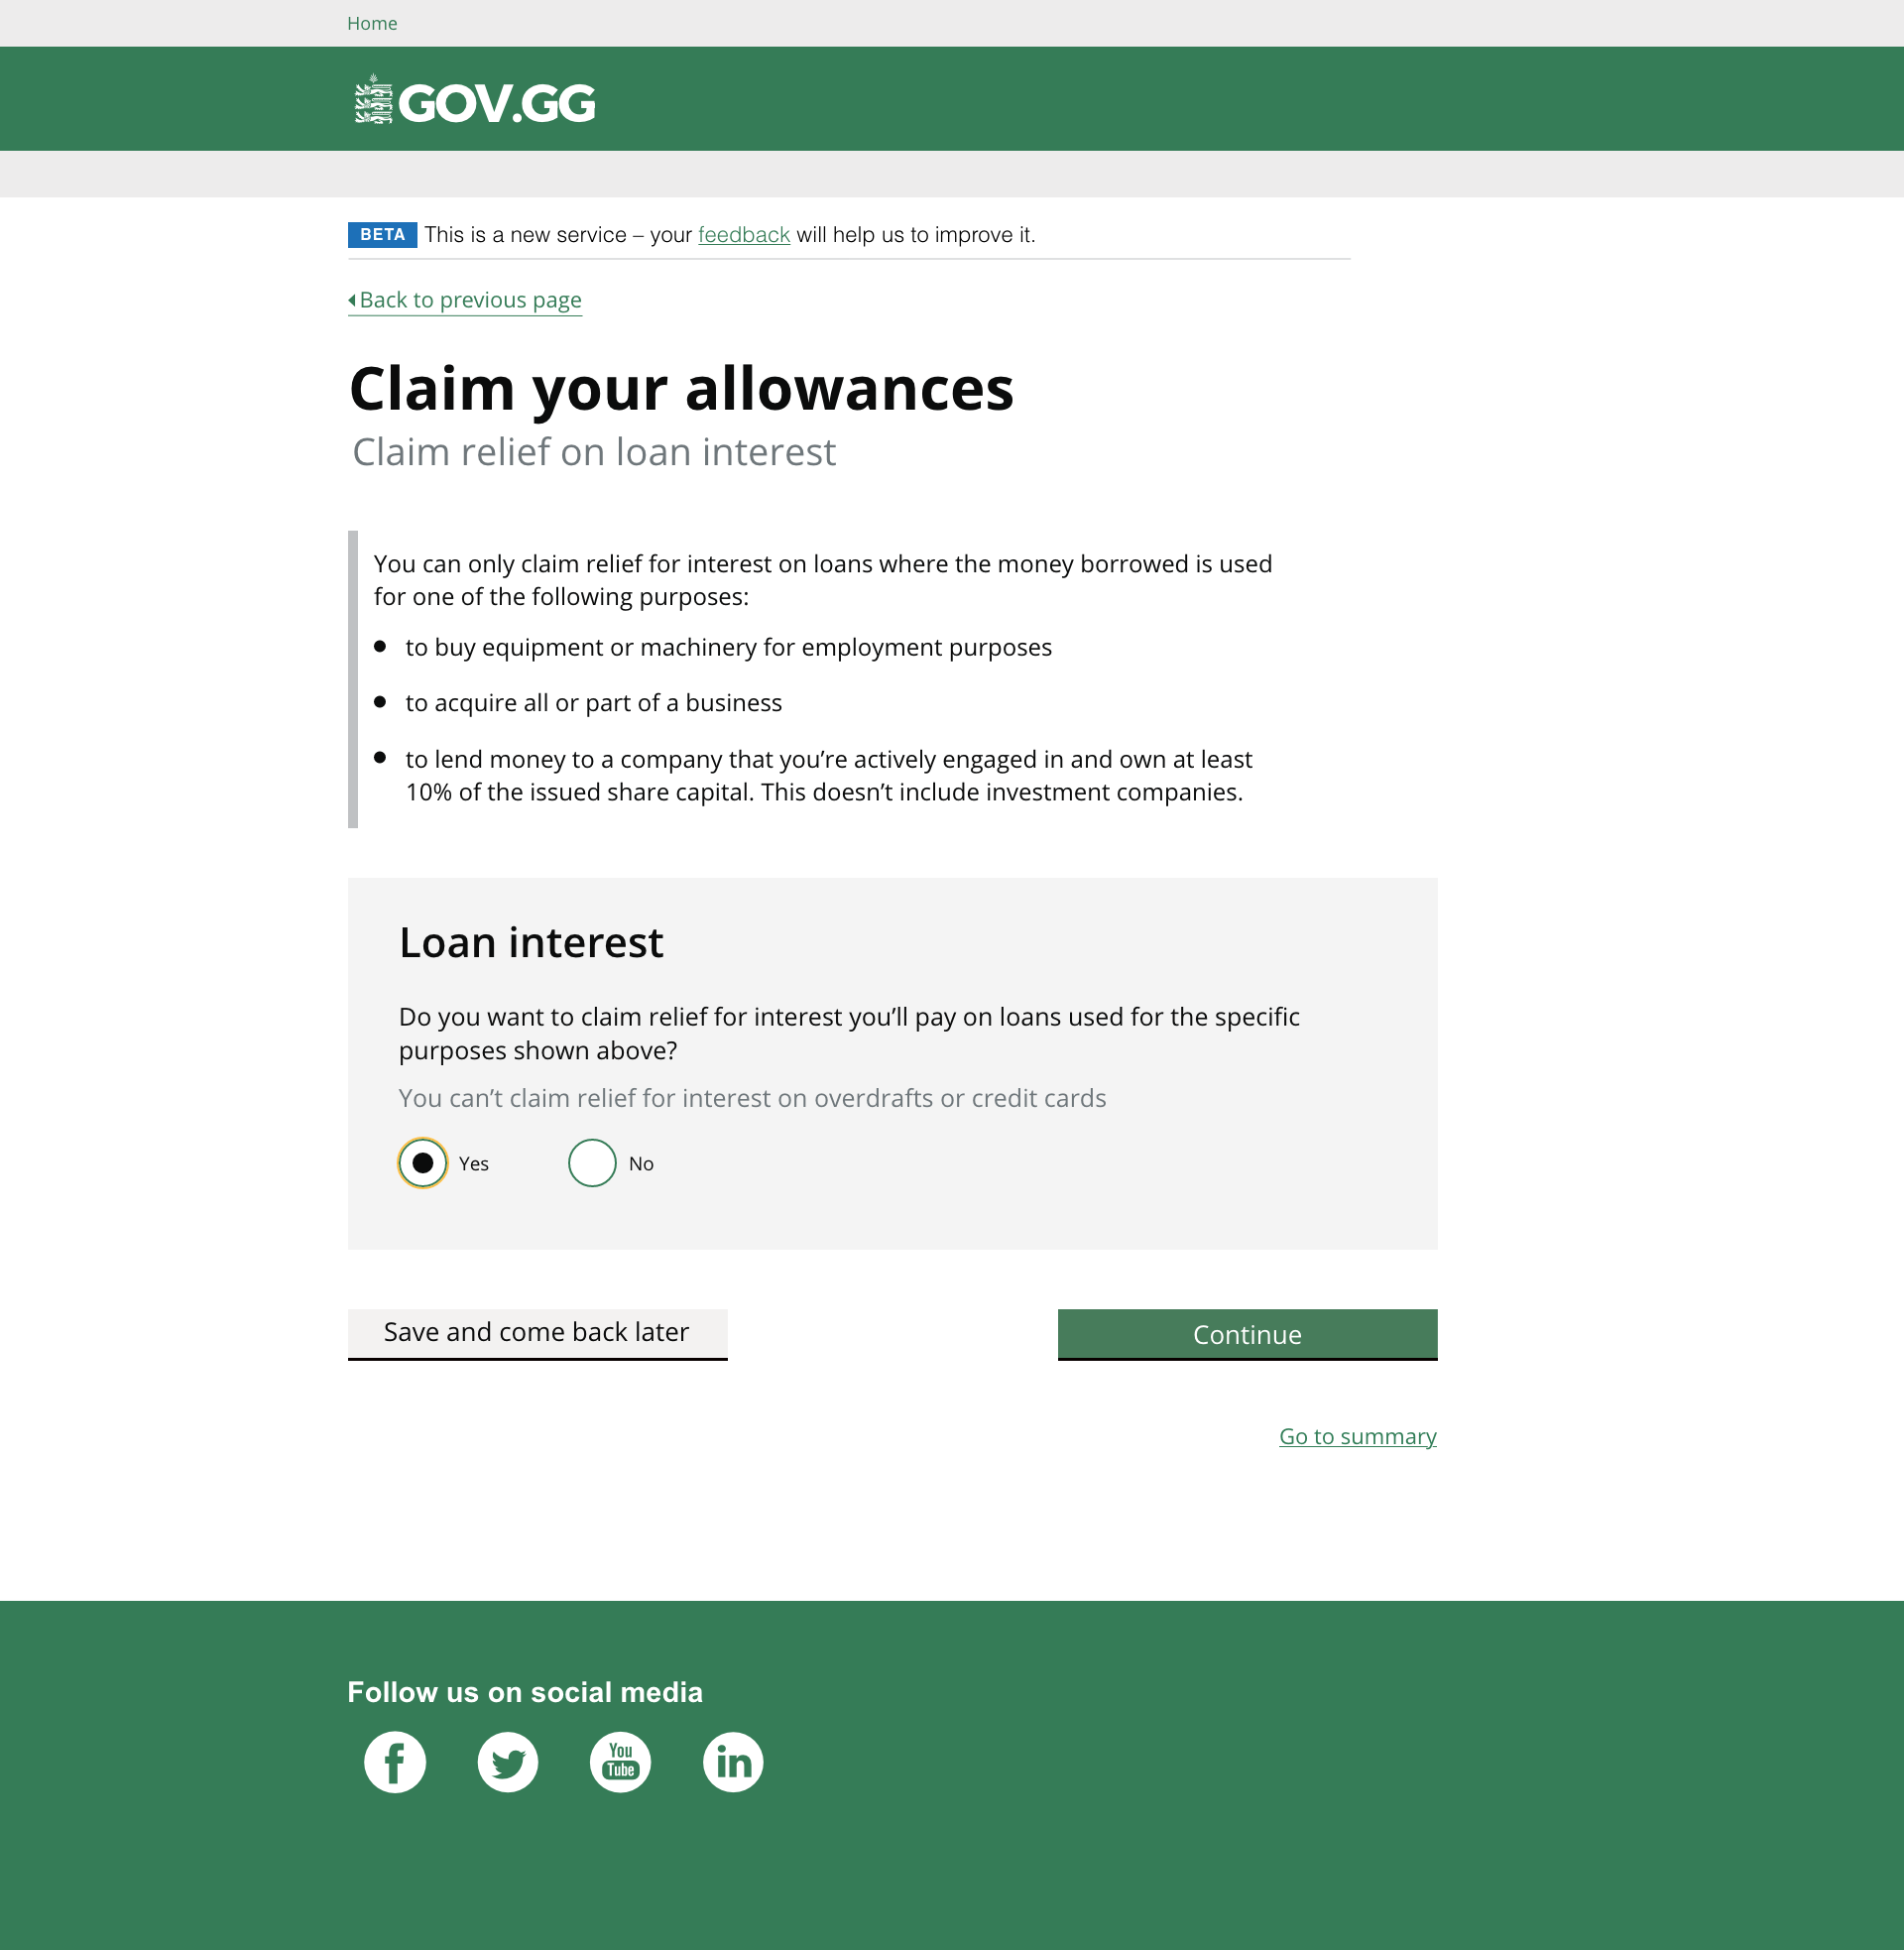 Home
GOV.GG
BETA This is a new service – your feedback will help us to improve it.
Back to previous page
Claim your allowances
Claim relief on loan interest
You can only claim relief for interest on loans where the money borrowed is used
for one of the following purposes:
to buy equipment or machinery for employment purposes
to acquire all or part of a business
to lend money to a company that you’re actively engaged in and own at least
10% of the issued share capital. This doesn’t include investment companies.
Loan interest
Do you want to claim relief for interest you’ll pay on loans used for the specific
purposes shown above?
You can’t claim relief for interest on overdrafts or credit cards
Yes No
Save and come back later Continue
Go to summary
Follow us on social media
f You Tube in